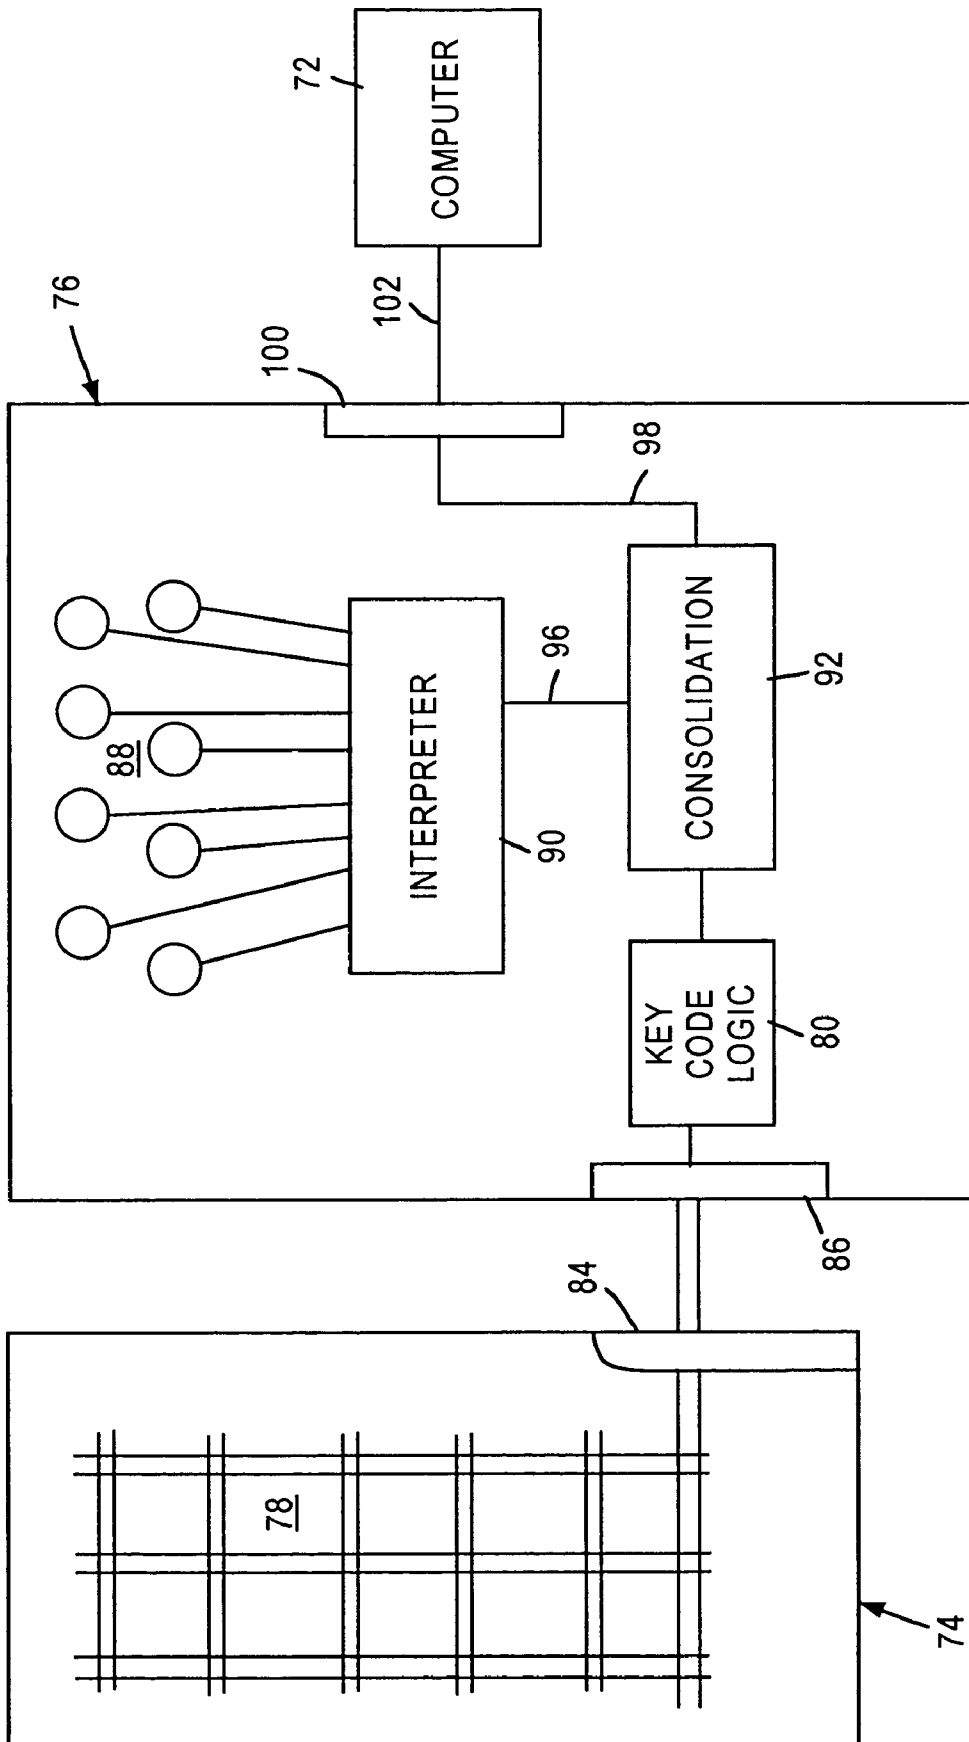 76
72
COMPUTER
102
100
98
88
INTERPRETER
90
96
CONSOLIDATION
92
KEY
CODE
LOGIC
80
86
84
78
74